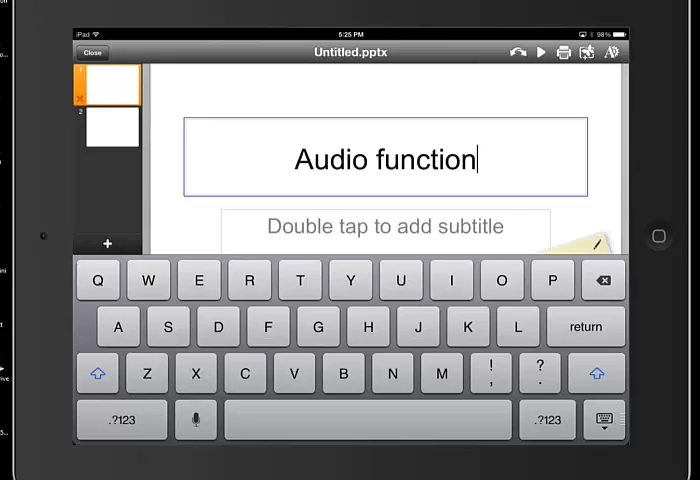 iPad 5:25 PM 98%
Close Untitled.pptx
1
2
Audio function
Double tap to add subtitle
+
Q W E R T Y U I O P
A S D F G H J K L return
Z X C V B N M ! , ? .
.?123 .?123